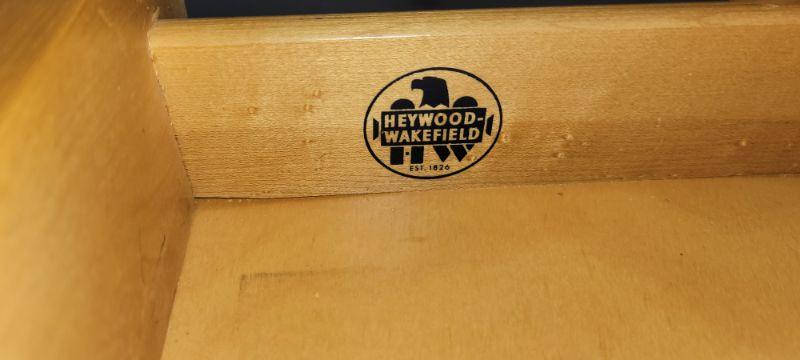 HEYWOOD-
WAKEFIELD
HW
EST. 1826